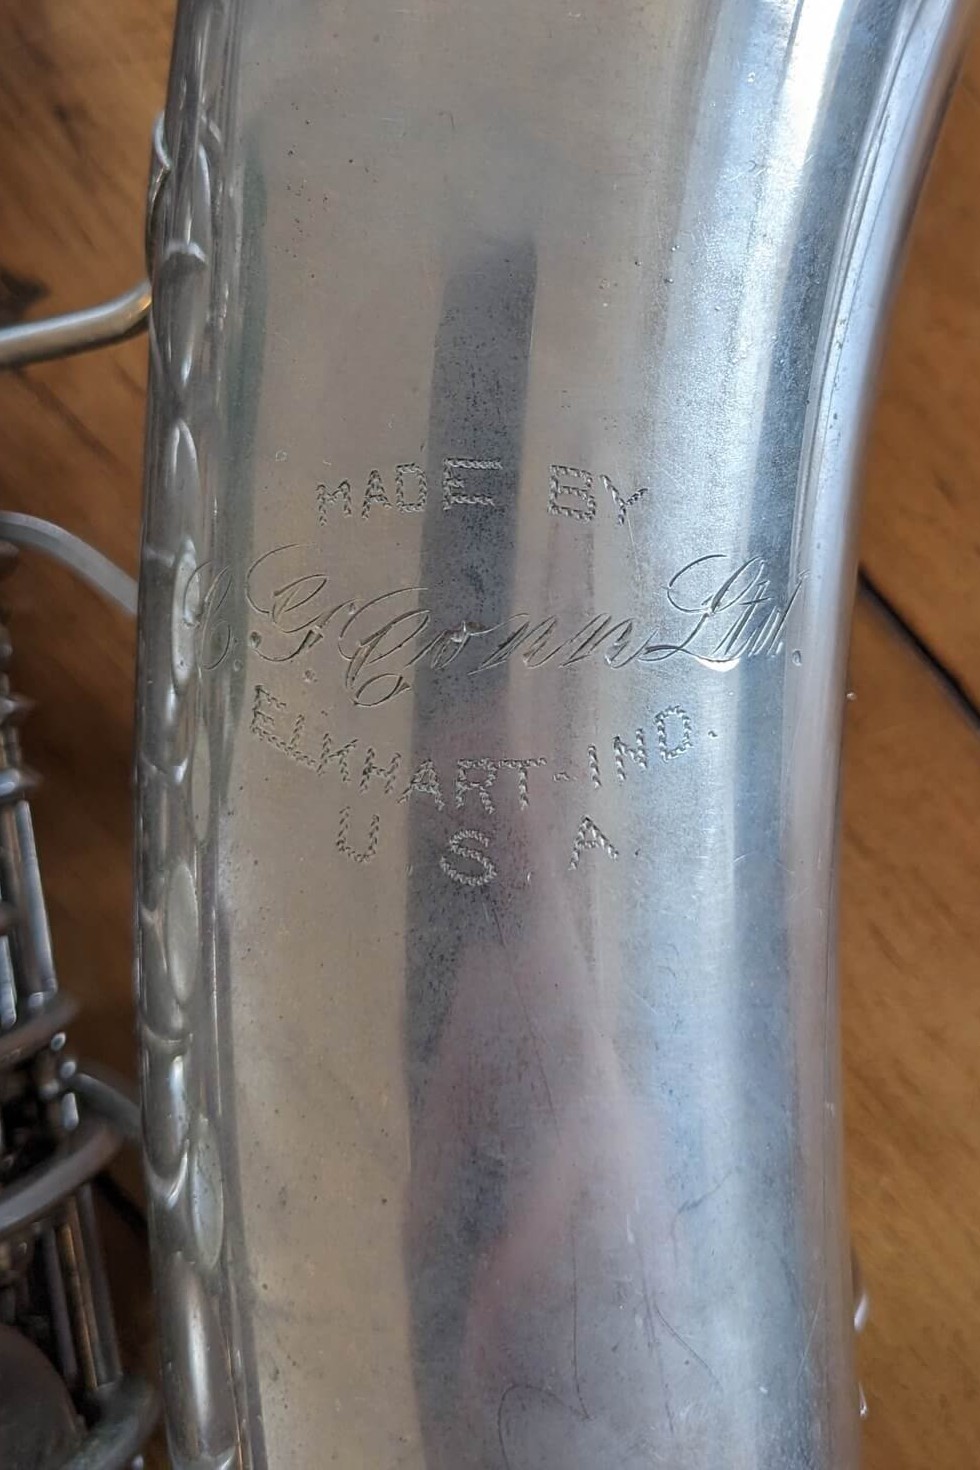 MADE BY
C.G. Conn Ltd.
ELKHART-IND.
U.S.A